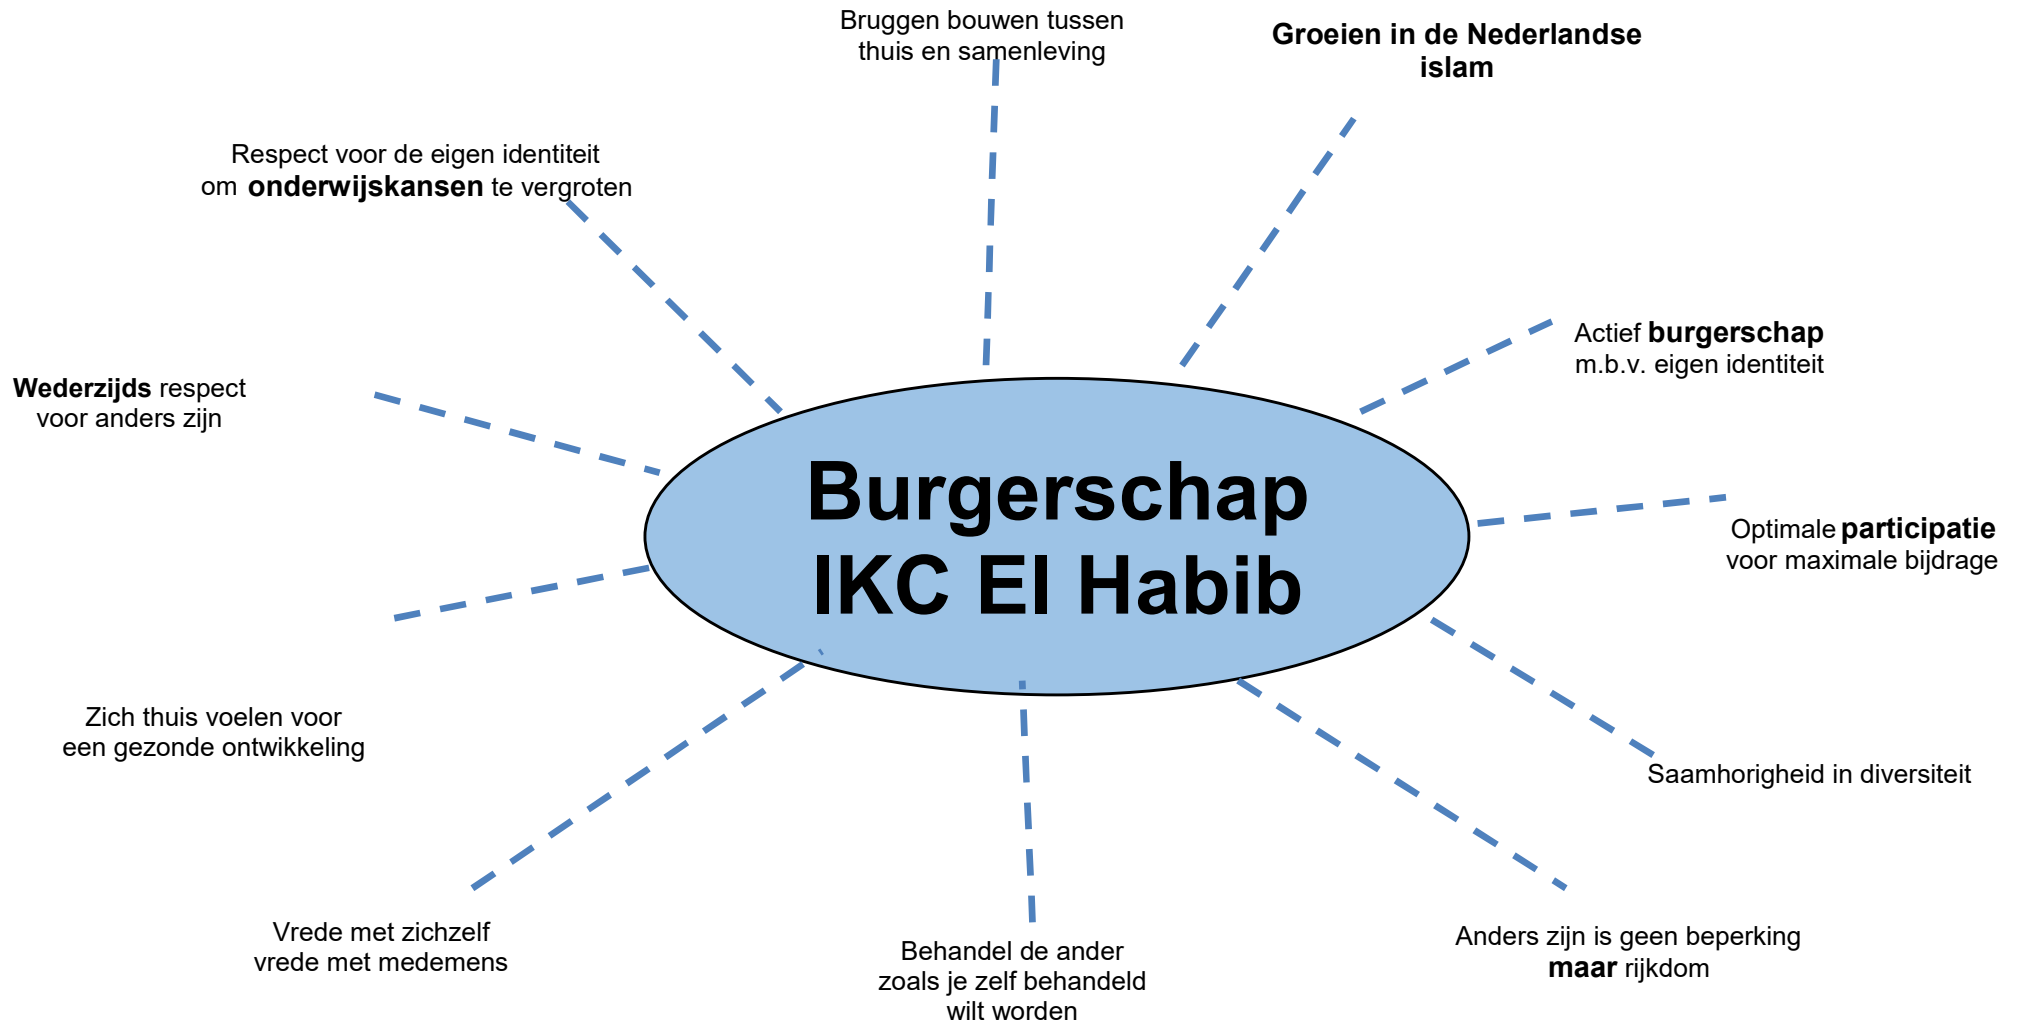 Bruggen bouwen tussen
thuis en samenleving
Groeien in de Nederlandse
islam
Respect voor de eigen identiteit
om onderwijskansen te vergroten
Actief burgerschap
m.b.v. eigen identiteit
Wederzijds respect
voor anders zijn
Burgerschap
IKC El Habib
Optimale participatie
voor maximale bijdrage
Zich thuis voelen voor
een gezonde ontwikkeling
Saamhorigheid in diversiteit
Vrede met zichzelf
vrede met medemens
Behandel de ander
zoals je zelf behandeld
wilt worden
Anders zijn is geen beperking
maar rijkdom